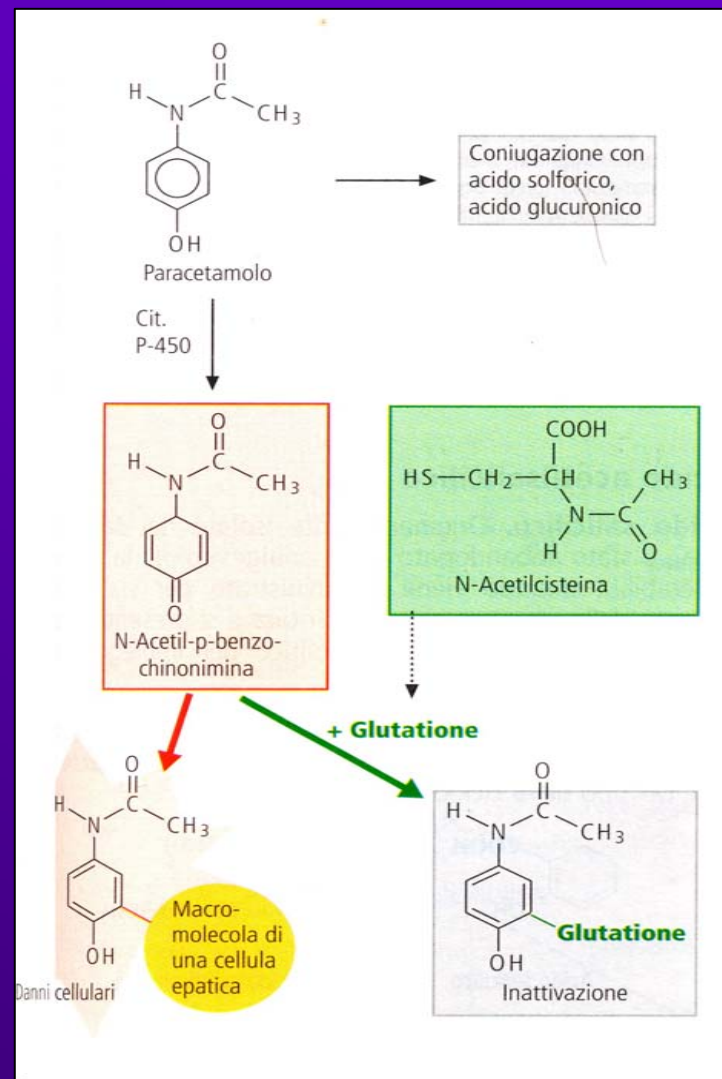 O
H
N
C
CH3
OH
Paracetamolo
Coniugazione con
acido solforico,
acido glucuronico
Cit.
P-450
O
H
N
C
CH3
O
N-Acetil-p-benzo-
chinonimina
COOH
HS—CH2—C—H
CH3
N—C
H
O
N-Acetilcisteina
+ Glutatione
O
H
N
C
CH3
OH
Macro-
molecola di
una cellula
epatica
Danni cellulari
O
H
N
C
CH3
Glutatione
OH
Inattivazione